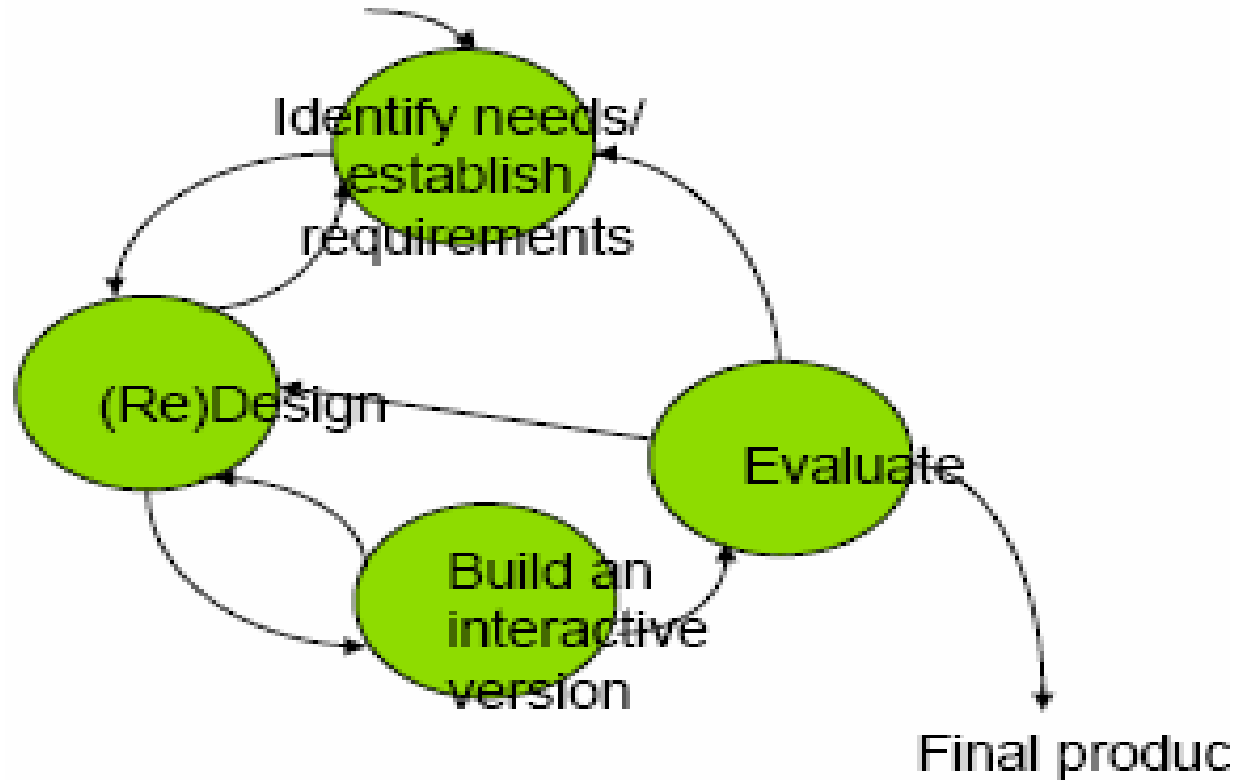 Identify needs/
establish
requirements
(Re)Design
Evaluate
Build an
interactive
version
Final produc